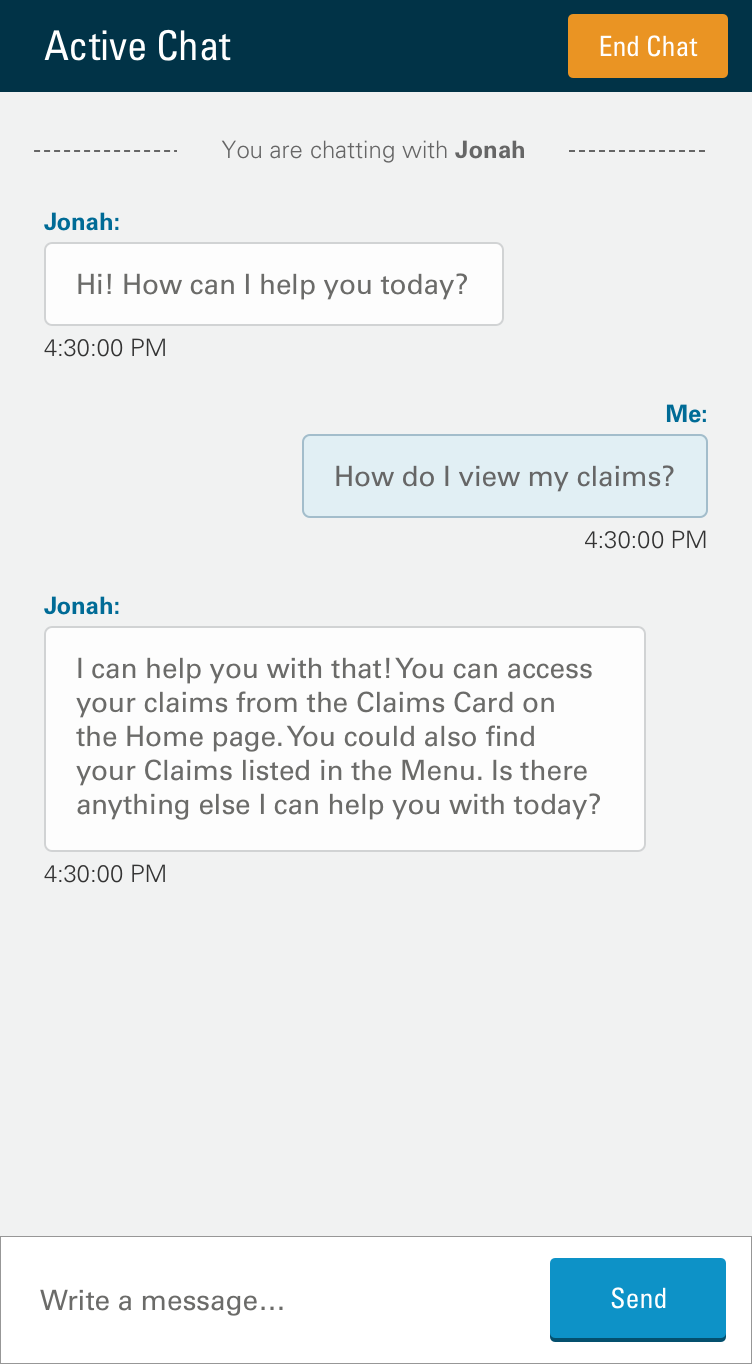 Active Chat
End Chat
You are chatting with Jonah
Jonah:
Hi! How can I help you today?
4:30:00 PM
Me:
How do I view my claims?
4:30:00 PM
Jonah:
I can help you with that! You can access
your claims from the Claims Card on
the Home page. You could also find
your Claims listed in the Menu. Is there
anything else I can help you with today?
4:30:00 PM
Write a message...
Send